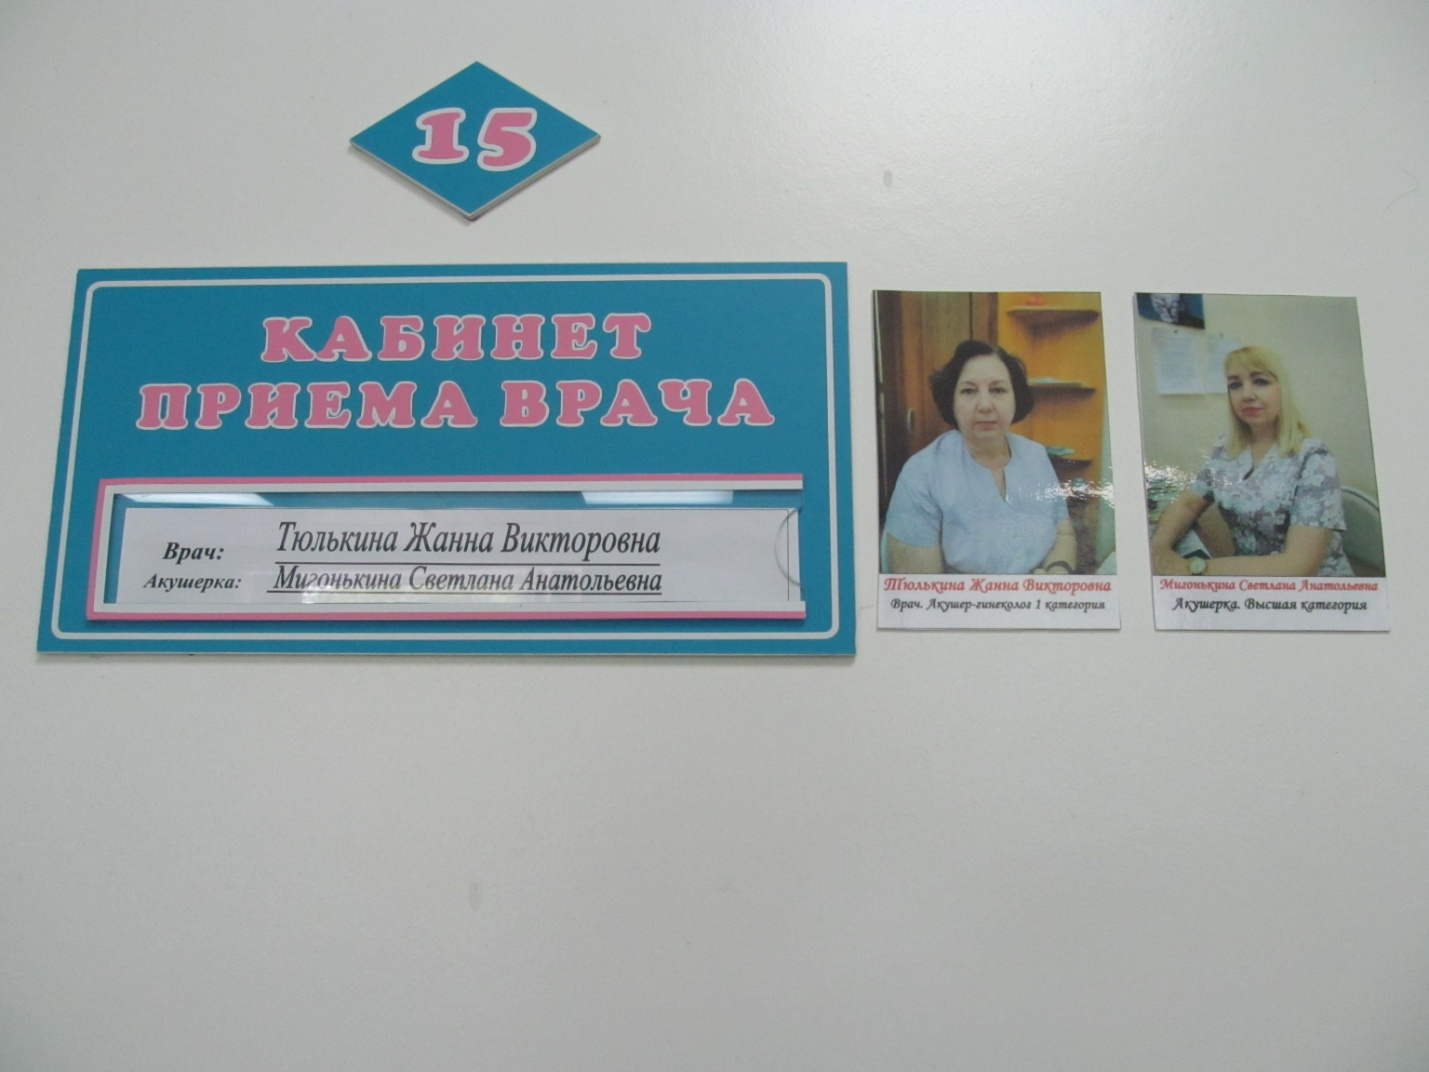 15
КАБИНЕТ
ПРИЕМА ВРАЧА
Врач: Тюлькина Жанна Викторовна
Акушерка: Мигонькина Светлана Анатольевна
Тюлькина Жанна Викторовна
Врач. Акушер-гинеколог 1 категория
Мигонькина Светлана Анатольевна
Акушерка. Высшая категория